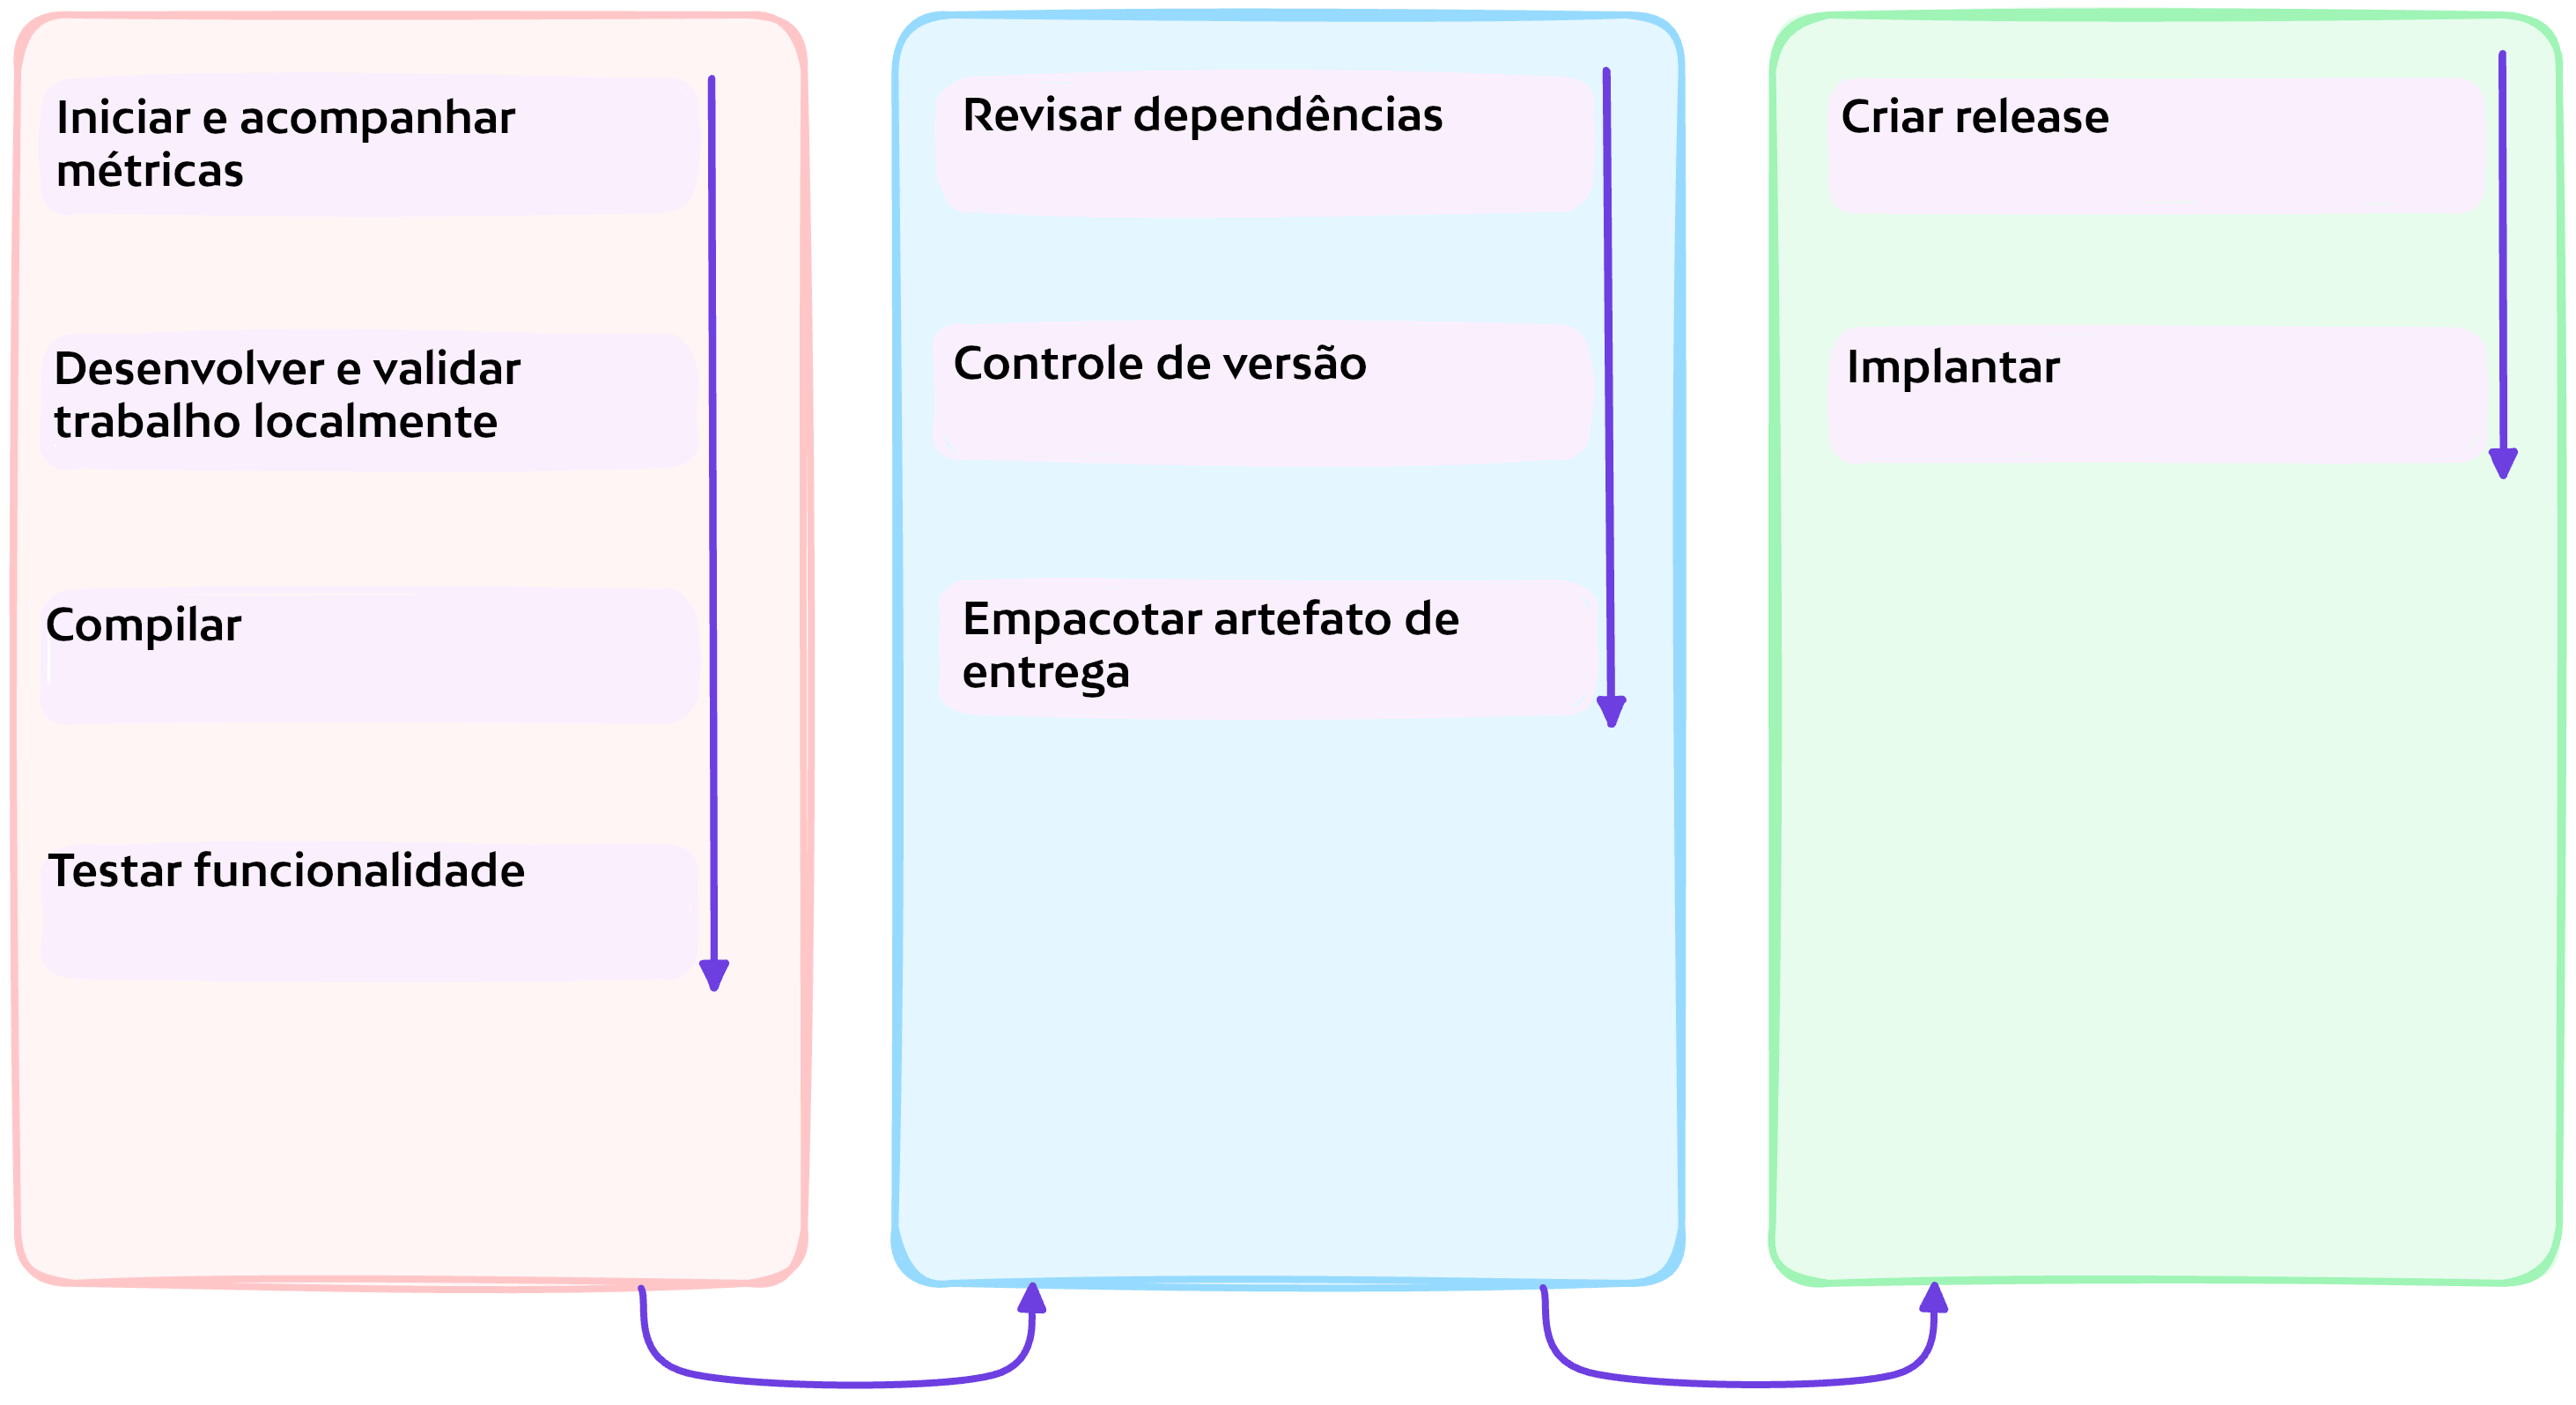 Iniciar e acompanhar
métricas
Desenvolver e validar
trabalho localmente
Compilar
Testar funcionalidade
Revisar dependências
Controle de versão
Empacotar artefato de
entrega
Criar release
Implantar